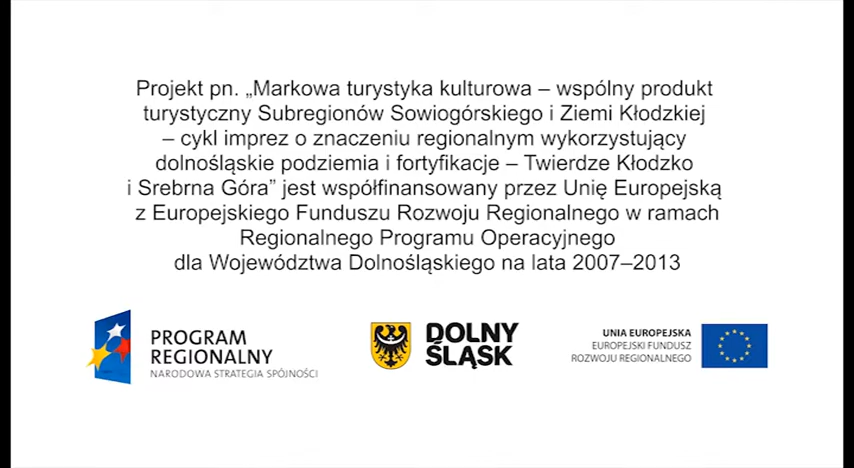 Projekt pn. „Markowa turystyka kulturowa – wspólny produkt
turystyczny Subregionów Sowiogórskiego i Ziemi Kłodzkiej
– cykl imprez o znaczeniu regionalnym wykorzystujący
dolnośląskie podziemia i fortyfikacje – Twierdze Kłodzko
i Srebrna Góra” jest współfinansowany przez Unię Europejską
z Europejskiego Funduszu Rozwoju Regionalnego w ramach
Regionalnego Programu Operacyjnego
dla Województwa Dolnośląskiego na lata 2007–2013
PROGRAM
REGIONALNY
NARODOWA STRATEGIA SPÓJNOŚCI
DOLNY
ŚLĄSK
UNIA EUROPEJSKA
EUROPEJSKI FUNDUSZ
ROZWOJU REGIONALNEGO